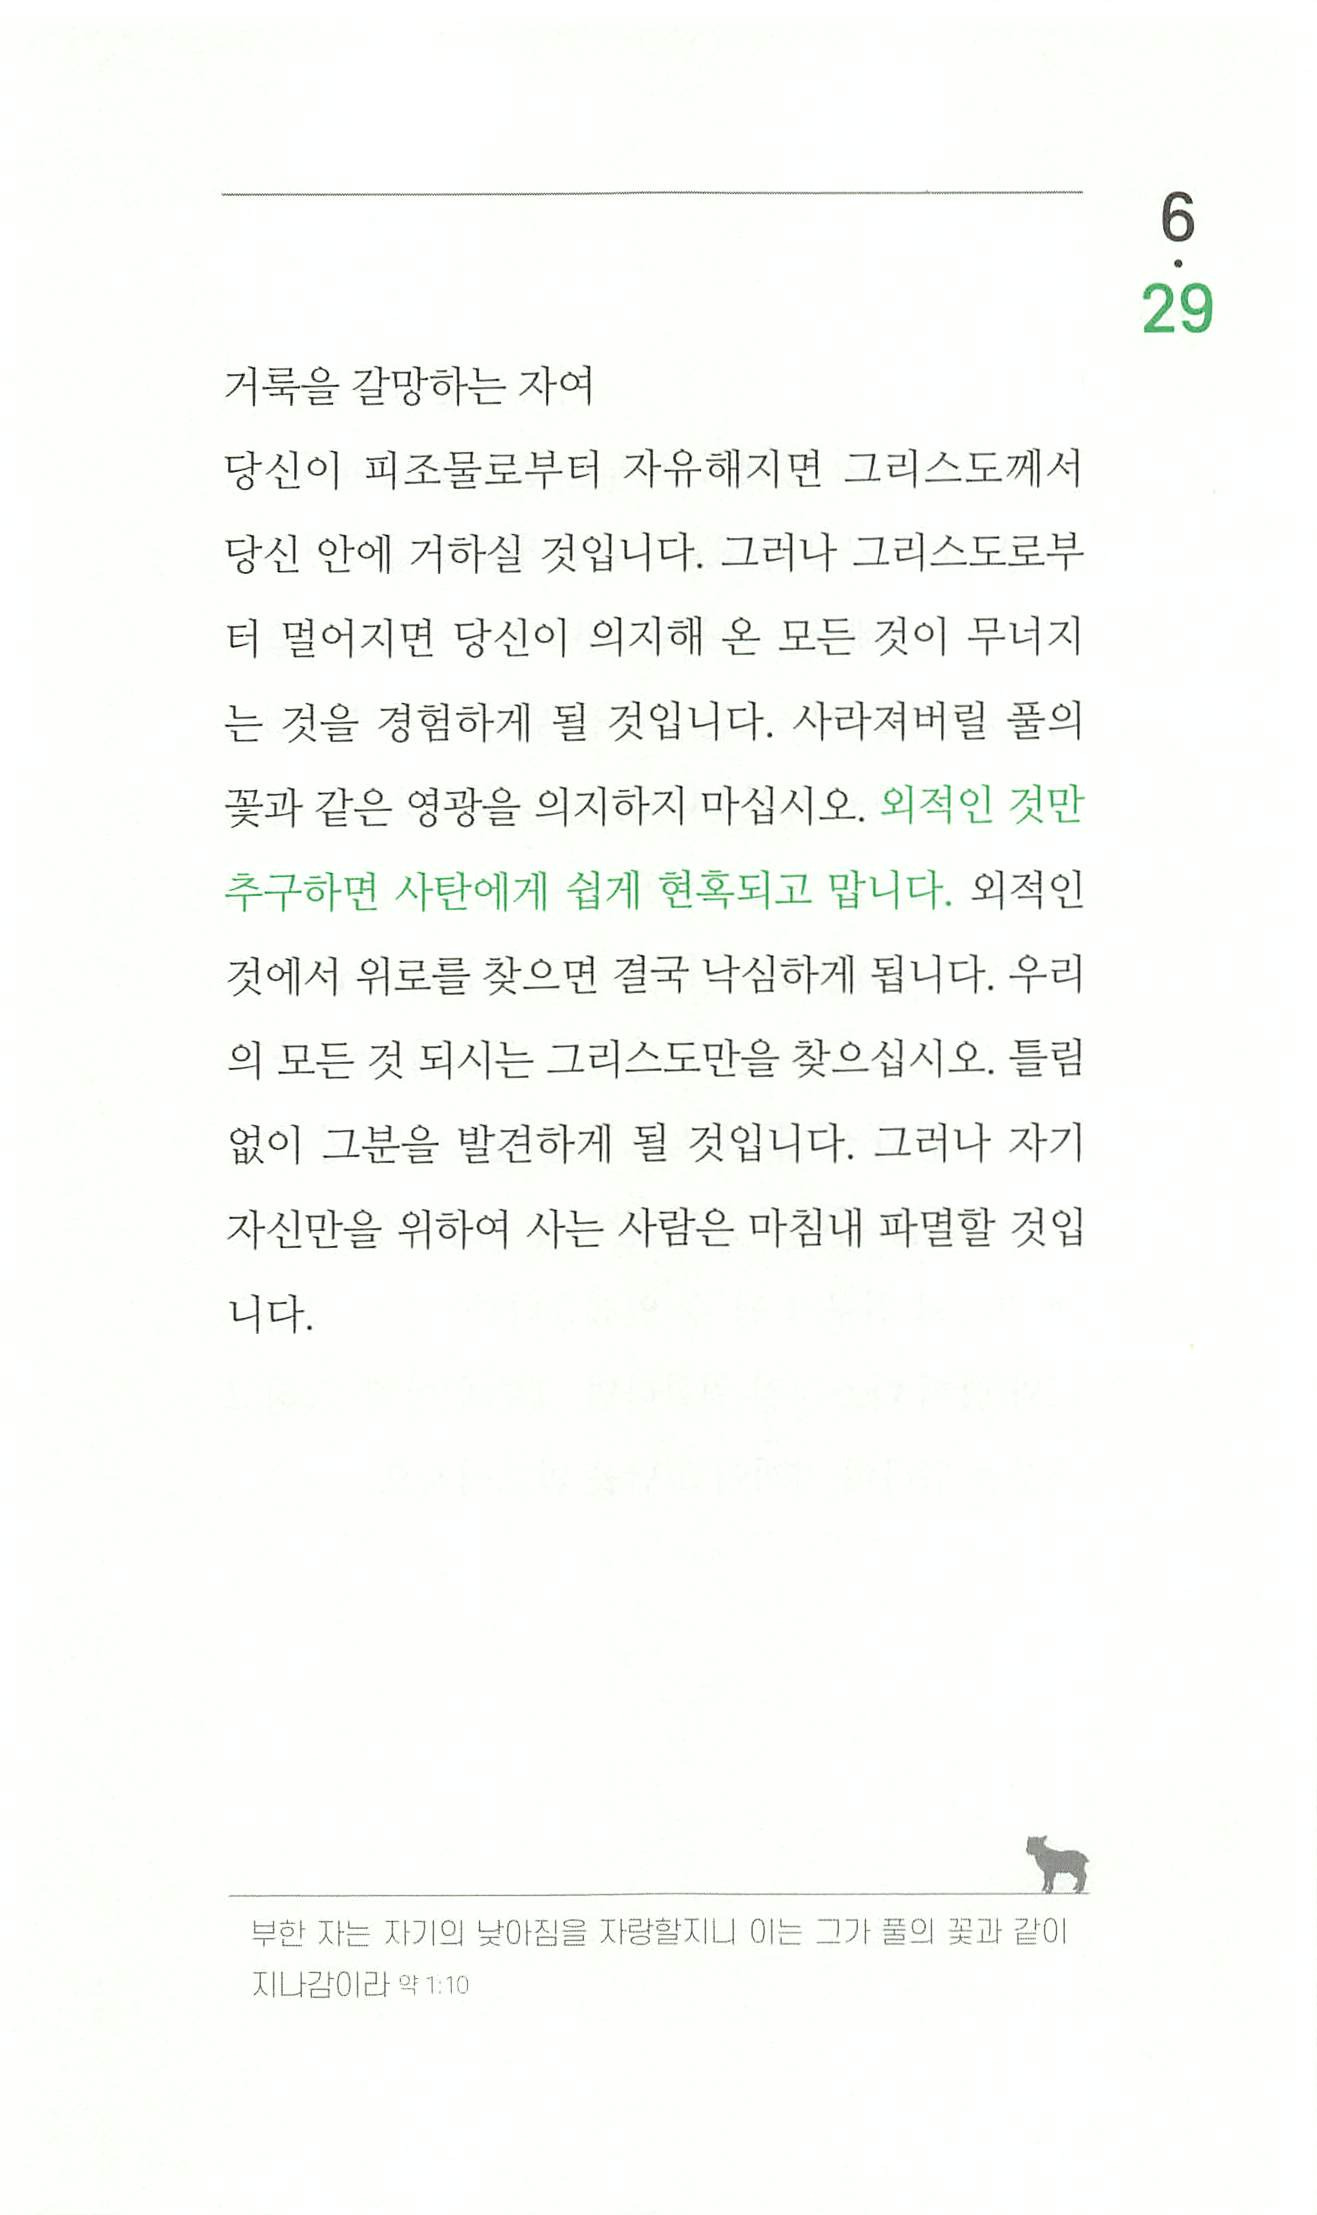 6
·
29
거룩을 갈망하는 자여
당신이 피조물로부터 자유해지면 그리스도께서
당신 안에 거하실 것입니다. 그러나 그리스도로부
터 멀어지면 당신이 의지해 온 모든 것이 무너지
는 것을 경험하게 될 것입니다. 사라져버릴 풀의
꽃과 같은 영광을 의지하지 마십시오. 외적인 것만
추구하면 사탄에게 쉽게 현혹되고 맙니다. 외적인
것에서 위로를 찾으면 결국 낙심하게 됩니다. 우리
의 모든 것 되시는 그리스도만을 찾으십시오. 틀림
없이 그분을 발견하게 될 것입니다. 그러나 자기
자신만을 위하여 사는 사람은 마침내 파멸할 것입
니다.
부한 자는 자기의 낮아짐을 자랑할지니 이는 그가 풀의 꽃과 같이
지나감이라 약 1:10